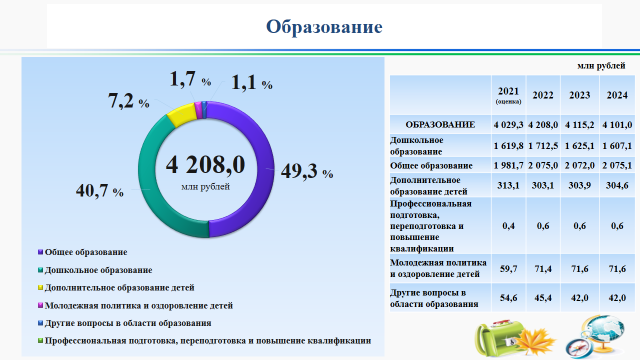 Образование
1,7 %
1,1 %
7,2 %
4 208,0
млн рублей
49,3 %
40,7 %
Общее образование
Дошкольное образование
Дополнительное образование детей
Молодежная политика и оздоровление детей
Другие вопросы в области образования
Профессиональная подготовка, переподготовка и повышение квалификации
млн рублей
2021 2022 2023 2024
(оценка)
ОБРАЗОВАНИЕ 4 029,3 4 208,0 4 115,2 4 101,0
Дошкольное
образование 1 619,8 1 712,5 1 625,1 1 607,1
Общее образование 1 981,7 2 075,0 2 072,0 2 075,1
Дополнительное
образование детей 313,1 303,1 303,9 304,6
Профессиональная
подготовка,
переподготовка и 0,4 0,6 0,6 0,6
повышение
квалификации
Молодежная политика
и оздоровление детей 59,7 71,4 71,6 71,6
Другие вопросы в
области образования 54,6 45,4 42,0 42,0